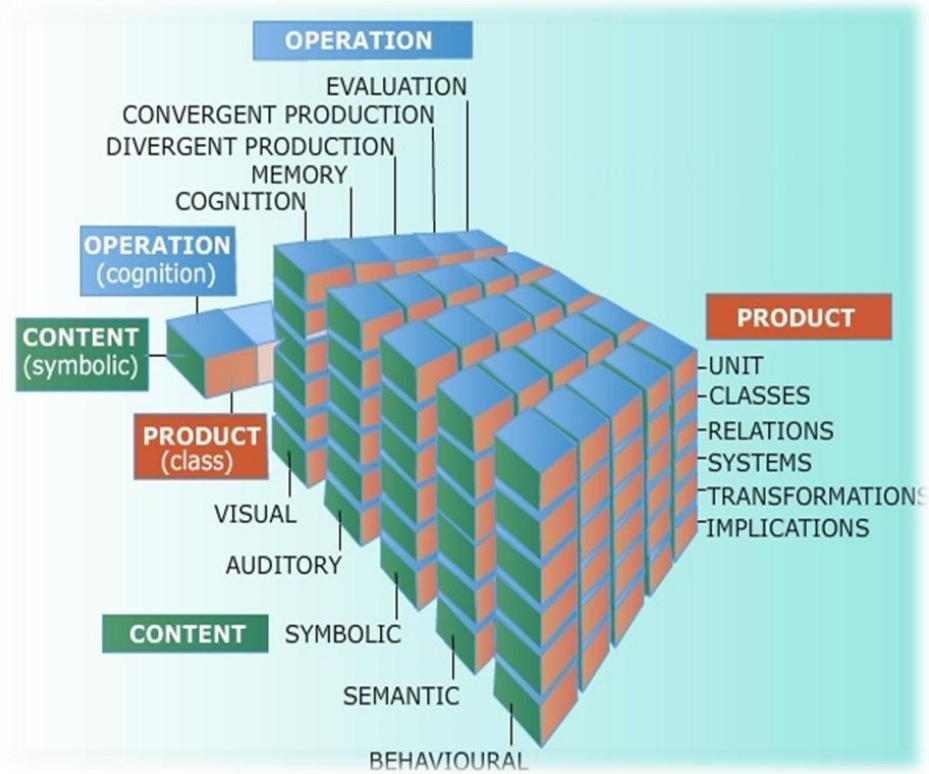 OPERATION
EVALUATION
CONVERGENT PRODUCTION
DIVERGENT PRODUCTION
MEMORY
COGNITION
OPERATION
(cognition)
CONTENT
(symbolic)
PRODUCT
(class)
PRODUCT
UNIT
CLASSES
RELATIONS
SYSTEMS
TRANSFORMATIONS
IMPLICATIONS
VISUAL
AUDITORY
CONTENT
SYMBOLIC
SEMANTIC
BEHAVIOURAL